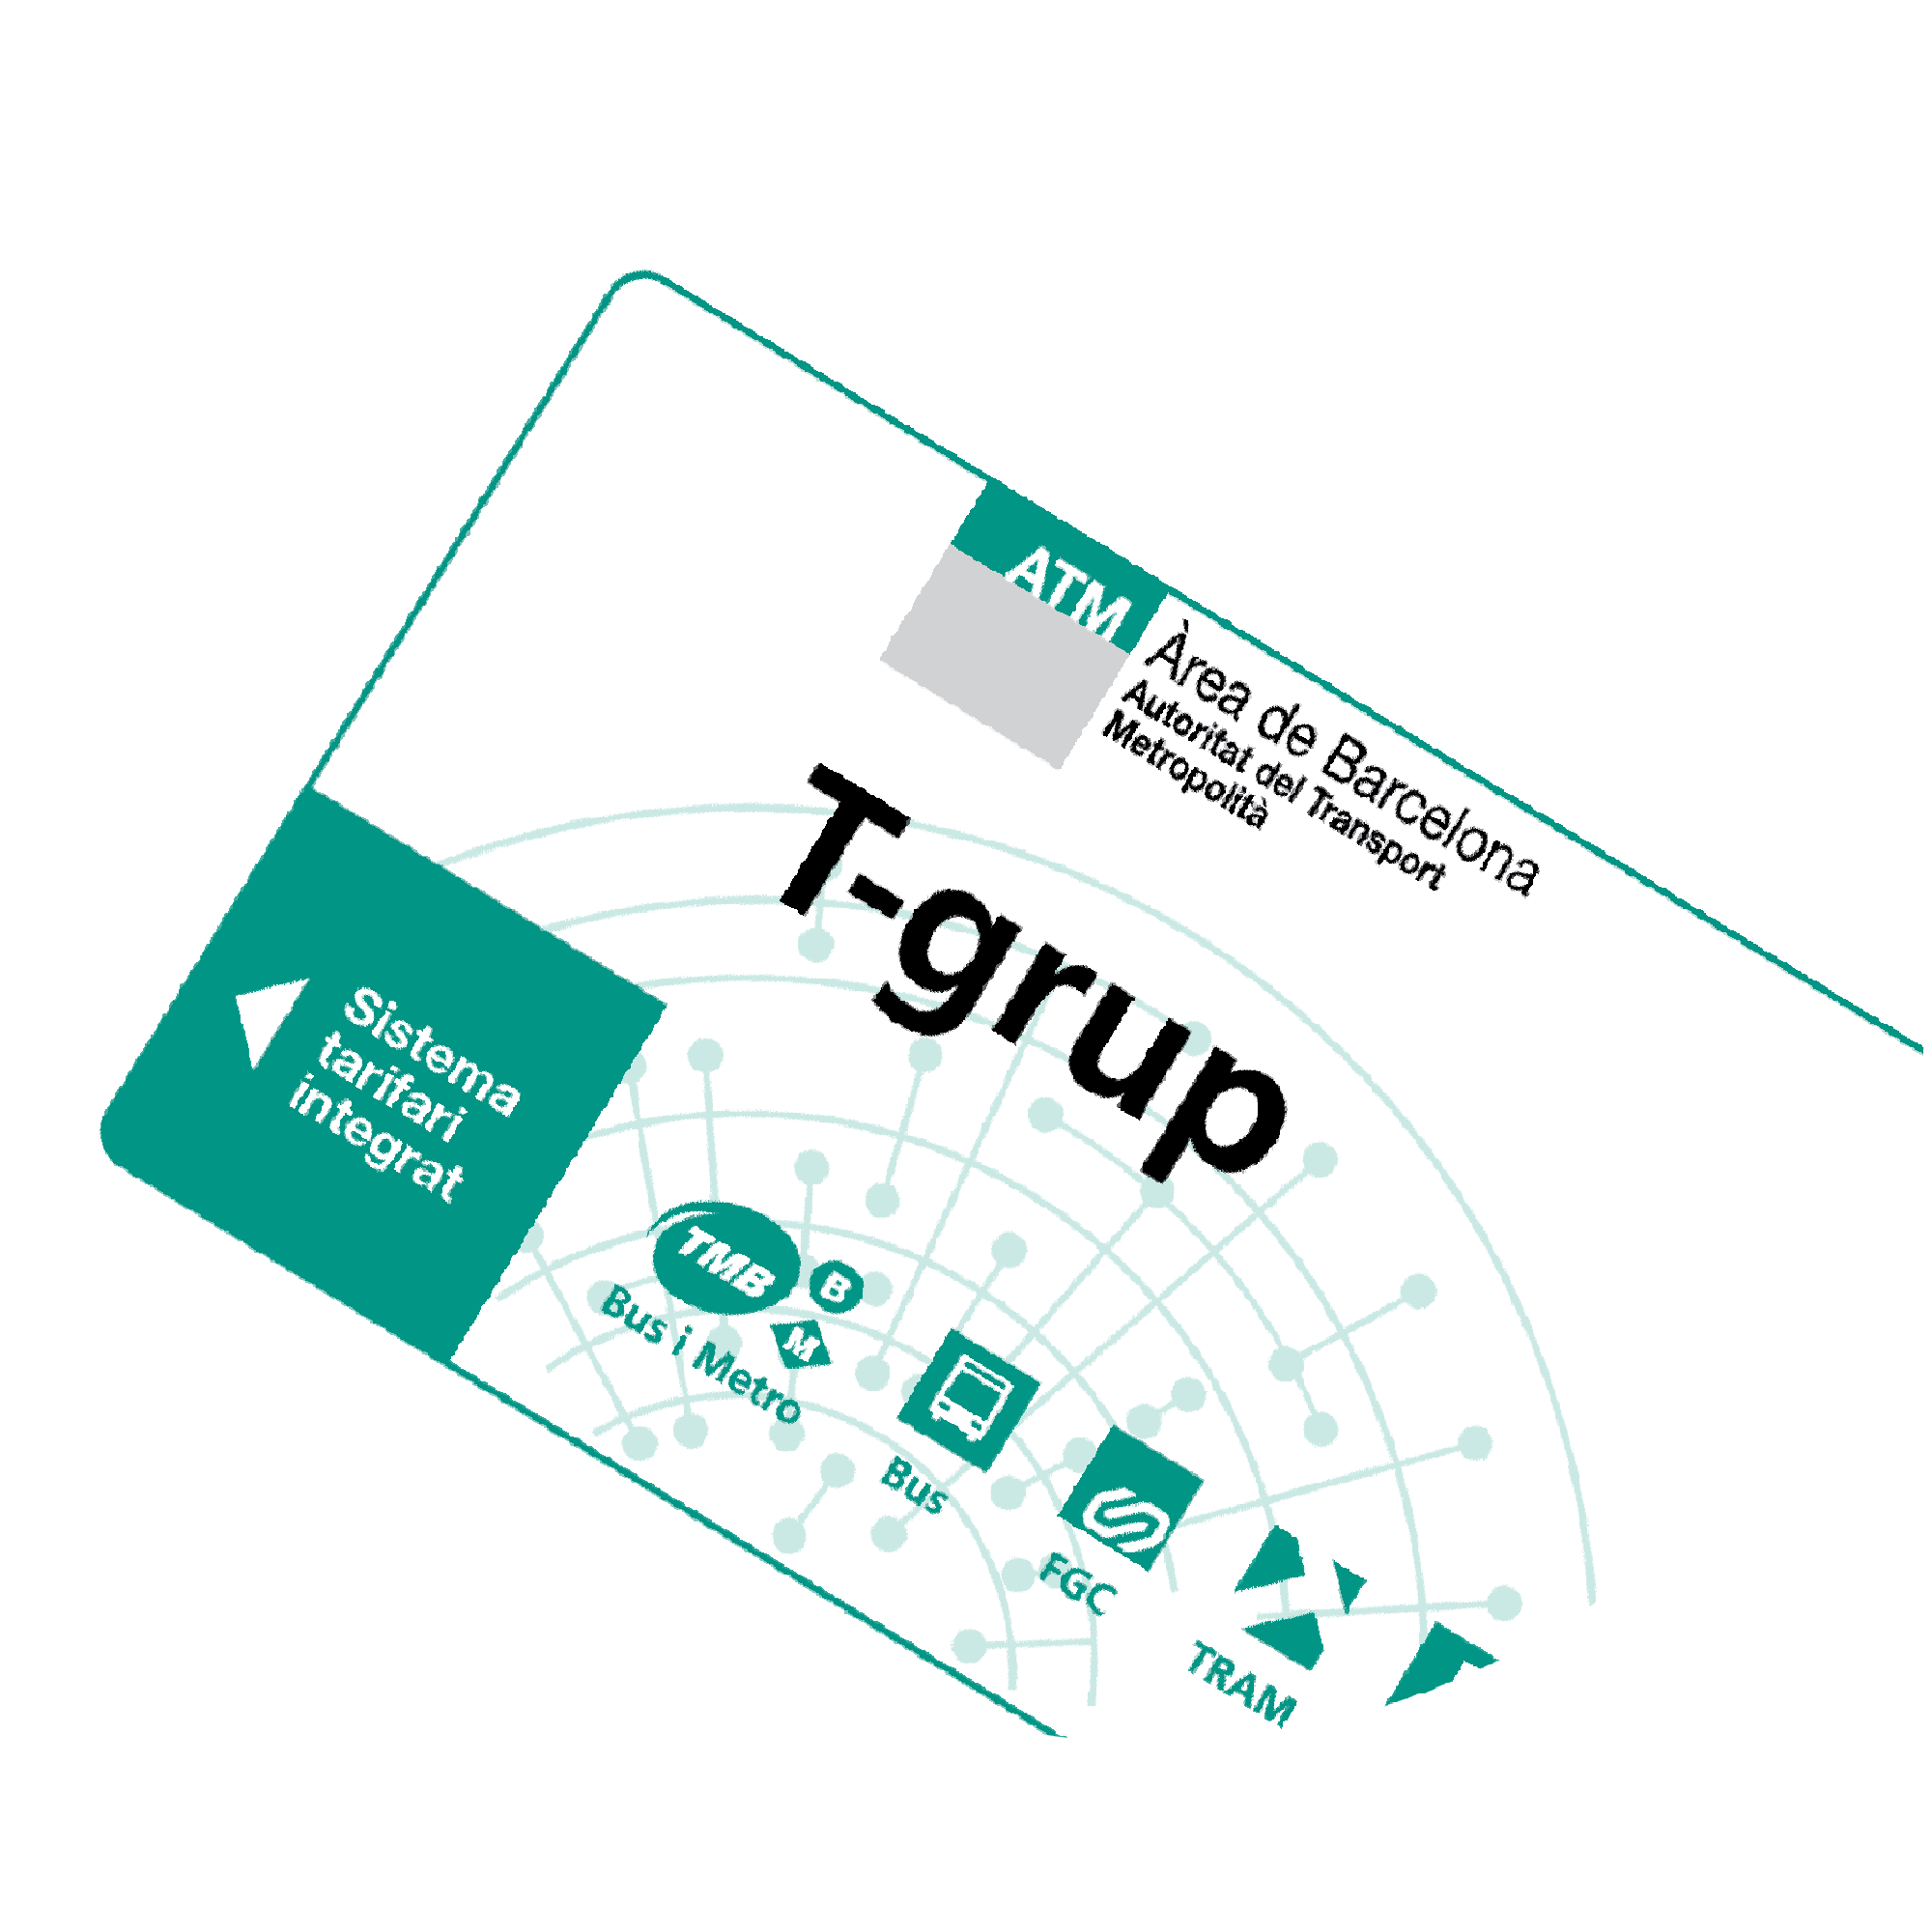 ATM
Àrea de Barcelona
Autoritat del Transport
Metropolità
T-grup
Sistema
tarifari
integrat
TMB
B
M
Bus i Metro
Bus
FGC
TRAM